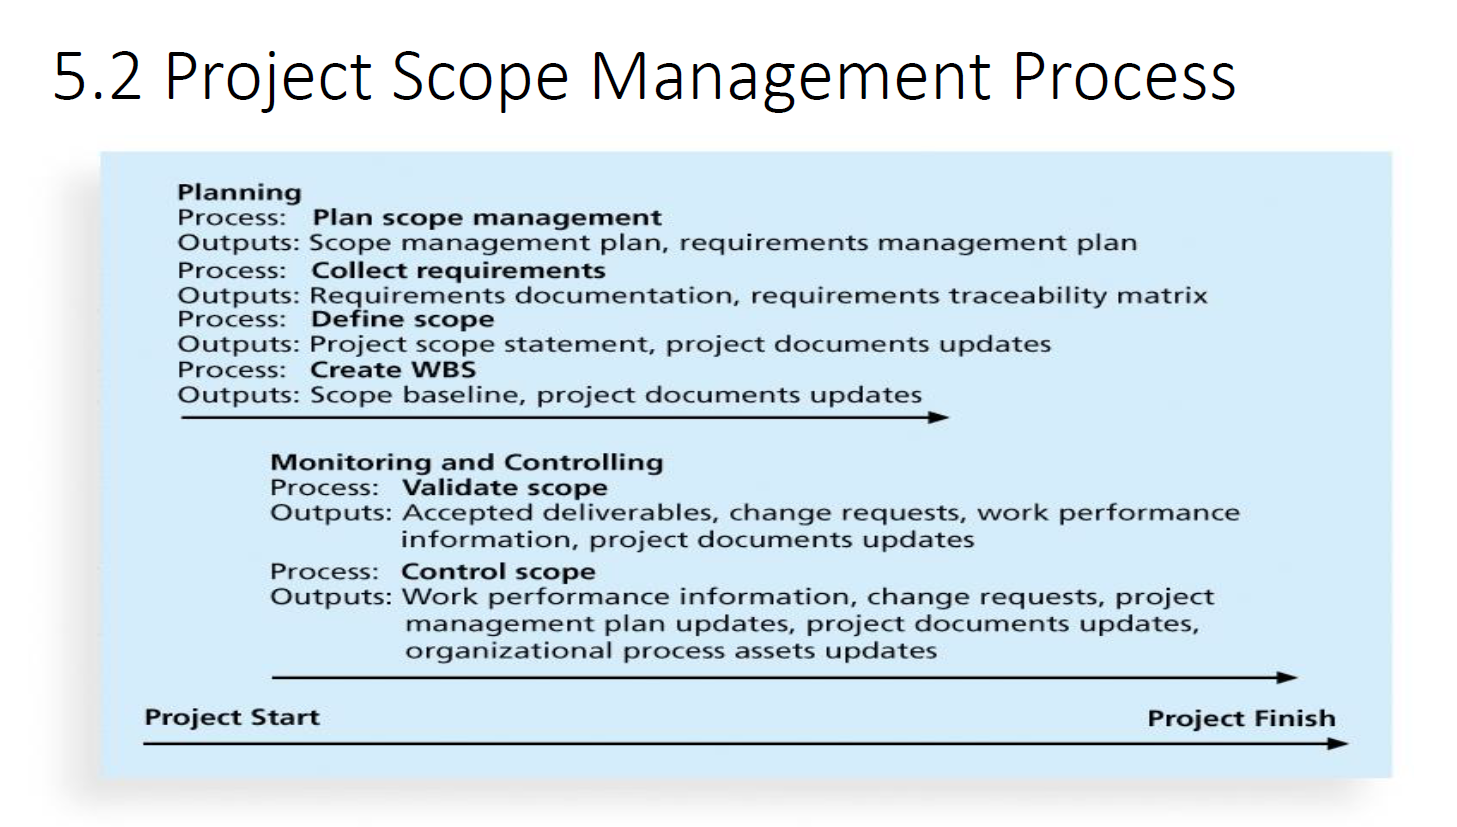 5.2 Project Scope Management Process
Planning
Process: Plan scope management
Outputs: Scope management plan, requirements management plan
Process: Collect requirements
Outputs: Requirements documentation, requirements traceability matrix
Process: Define scope
Outputs: Project scope statement, project documents updates
Process: Create WBS
Outputs: Scope baseline, project documents updates
Monitoring and Controlling
Process: Validate scope
Outputs: Accepted deliverables, change requests, work performance
information, project documents updates
Process: Control scope
Outputs: Work performance information, change requests, project
management plan updates, project documents updates,
organizational process assets updates
Project Start
Project Finish